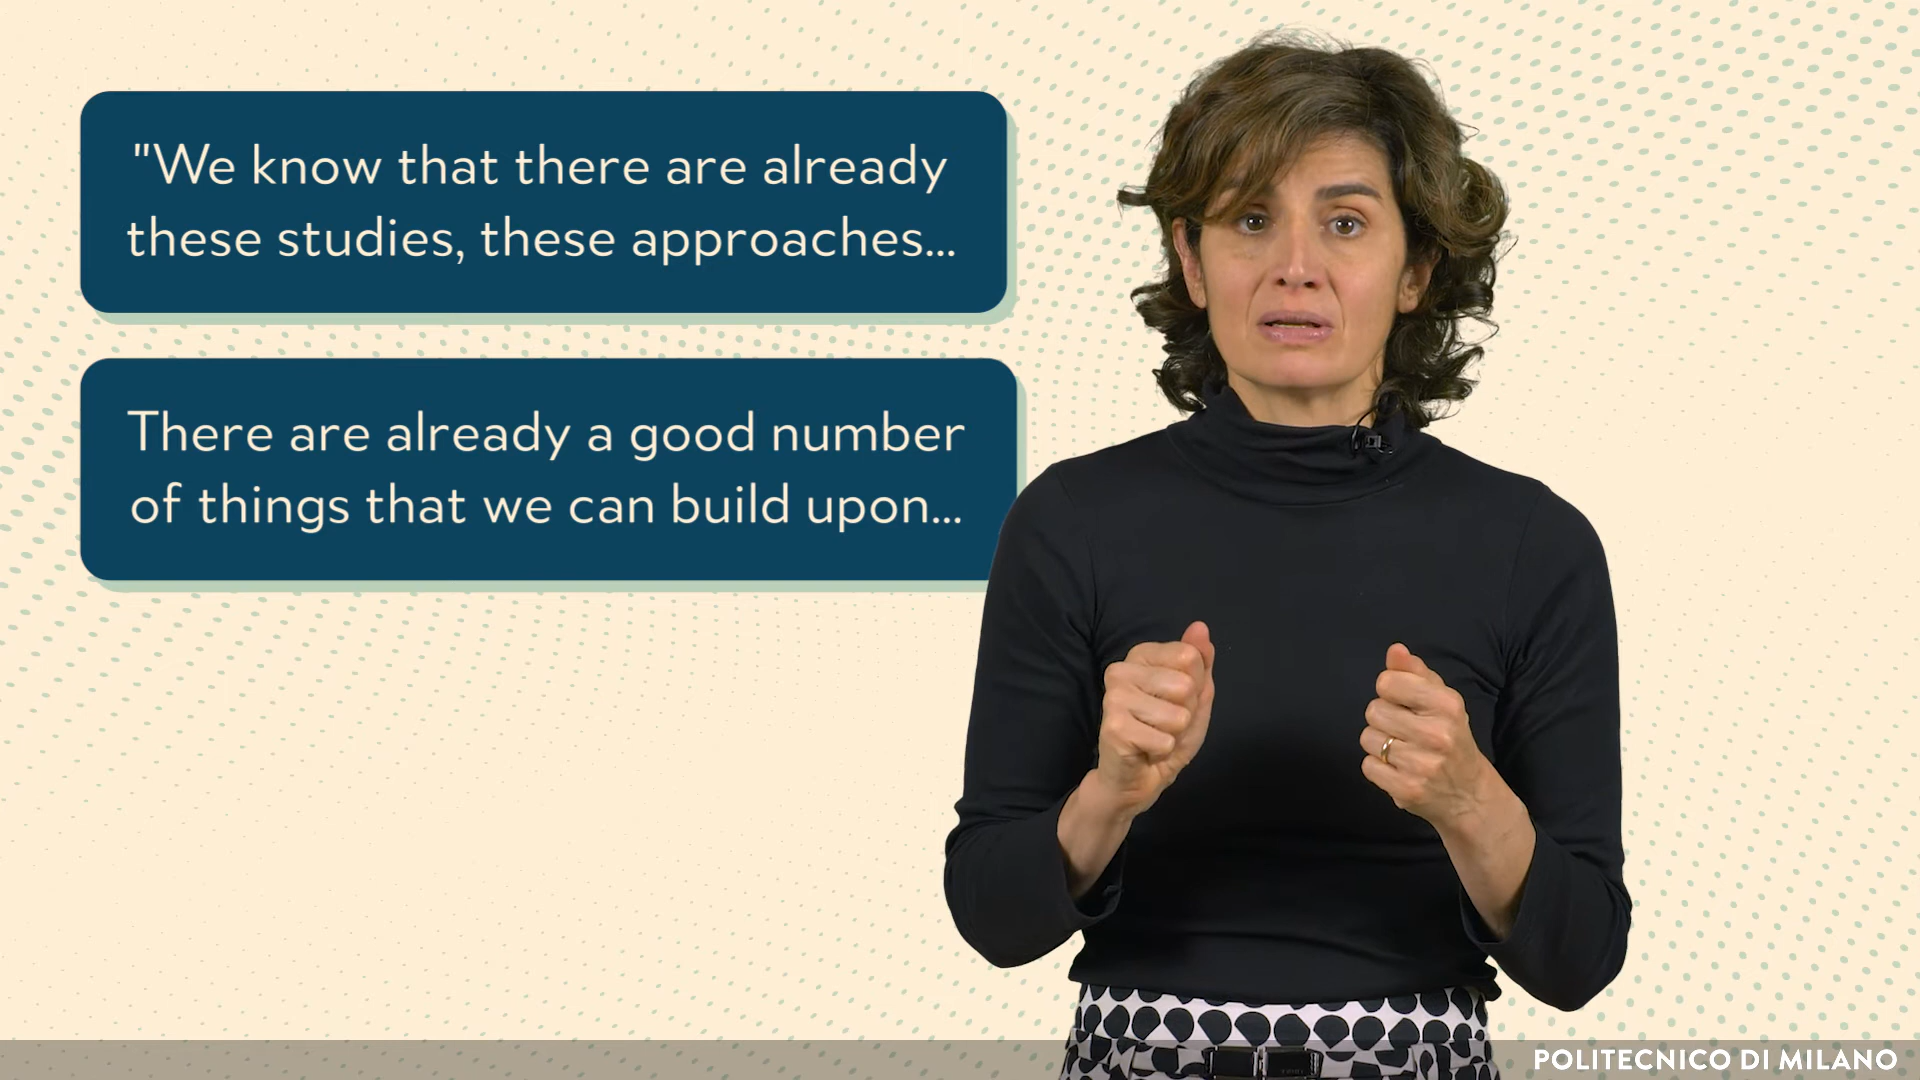 "We know that there are already
these studies, these approaches...
There are already a good number
of things that we can build upon...
POLITECNICO DI MILANO